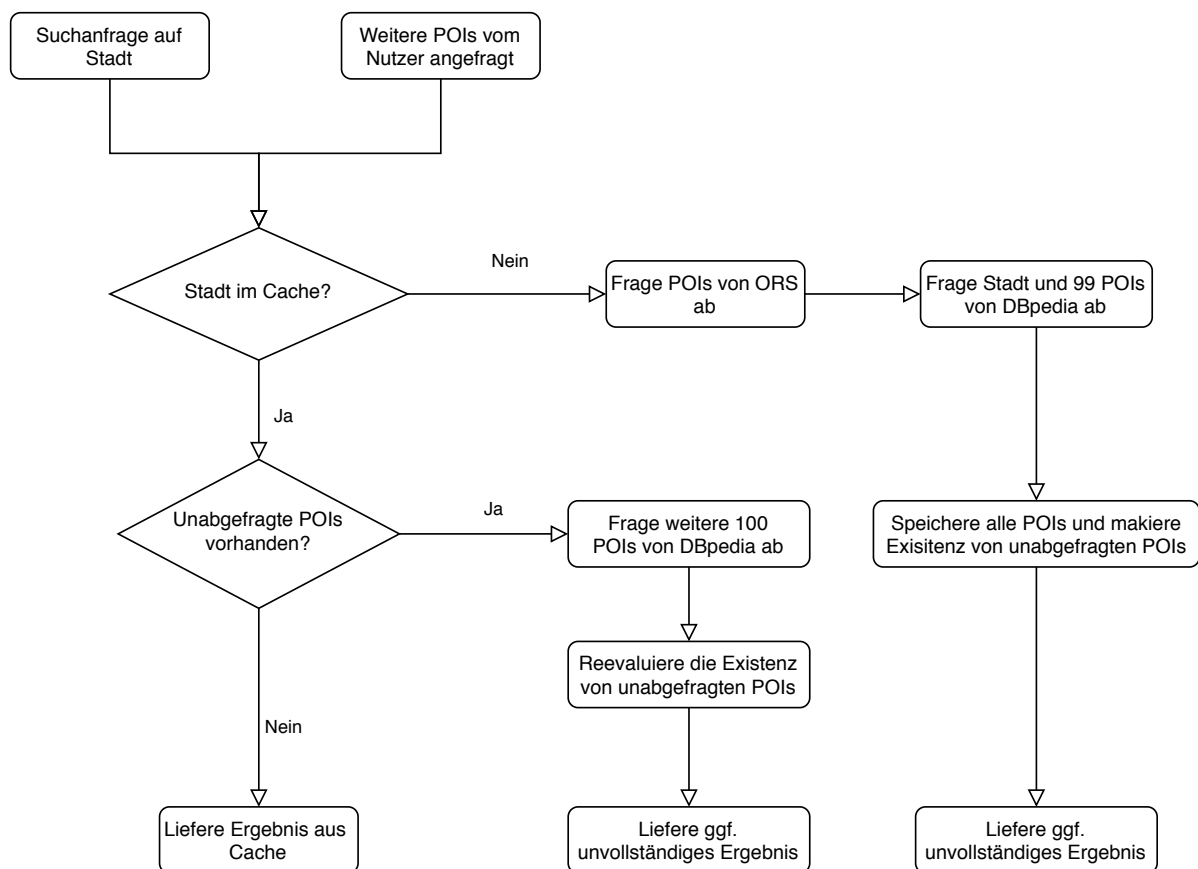 Suchanfrage auf
Stadt
Weitere POIs vom
Nutzer angefragt
Stadt im Cache?
Nein
Frage POIs von ORS
ab
Frage Stadt und 99 POIs
von DBpedia ab
Ja
Unabgefragte POIs
vorhanden?
Ja
Frage weitere 100
POIs von DBpedia ab
Speichere alle POIs und makiere
Exisitenz von unabgefragten POIs
Reevaluiere die Existenz
von unabgefragten POIs
Nein
Liefere Ergebnis aus
Cache
Liefere ggf.
unvollständiges Ergebnis
Liefere ggf.
unvollständiges Ergebnis